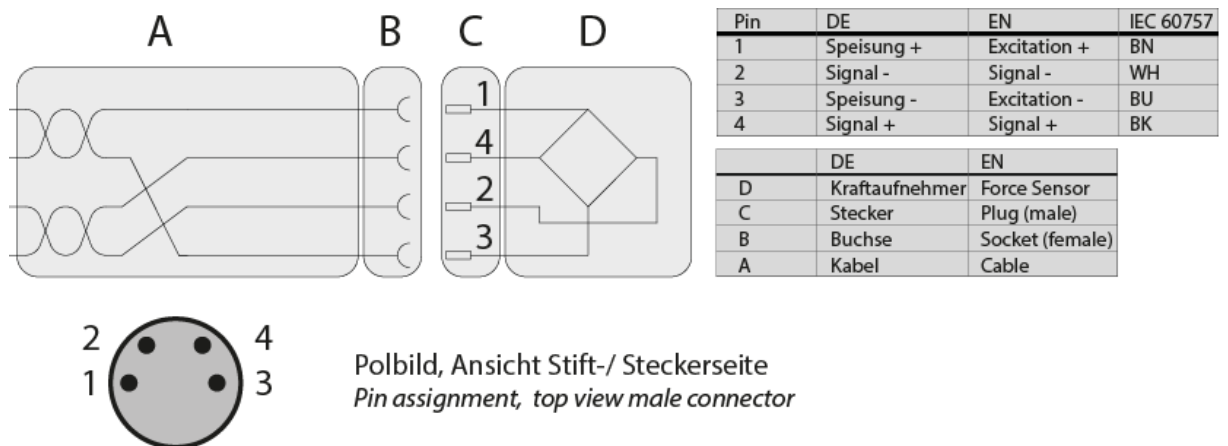 A B C D
1
4
2
3
Pin DE EN IEC 60757
1 Speisung + Excitation + BN
2 Signal - Signal - WH
3 Speisung - Excitation - BU
4 Signal + Signal + BK
DE EN
D Kraftaufnehmer Force Sensor
C Stecker Plug (male)
B Buchse Socket (female)
A Kabel Cable
2 4
1 3
Polbild, Ansicht Stift-/ Steckerseite
Pin assignment, top view male connector